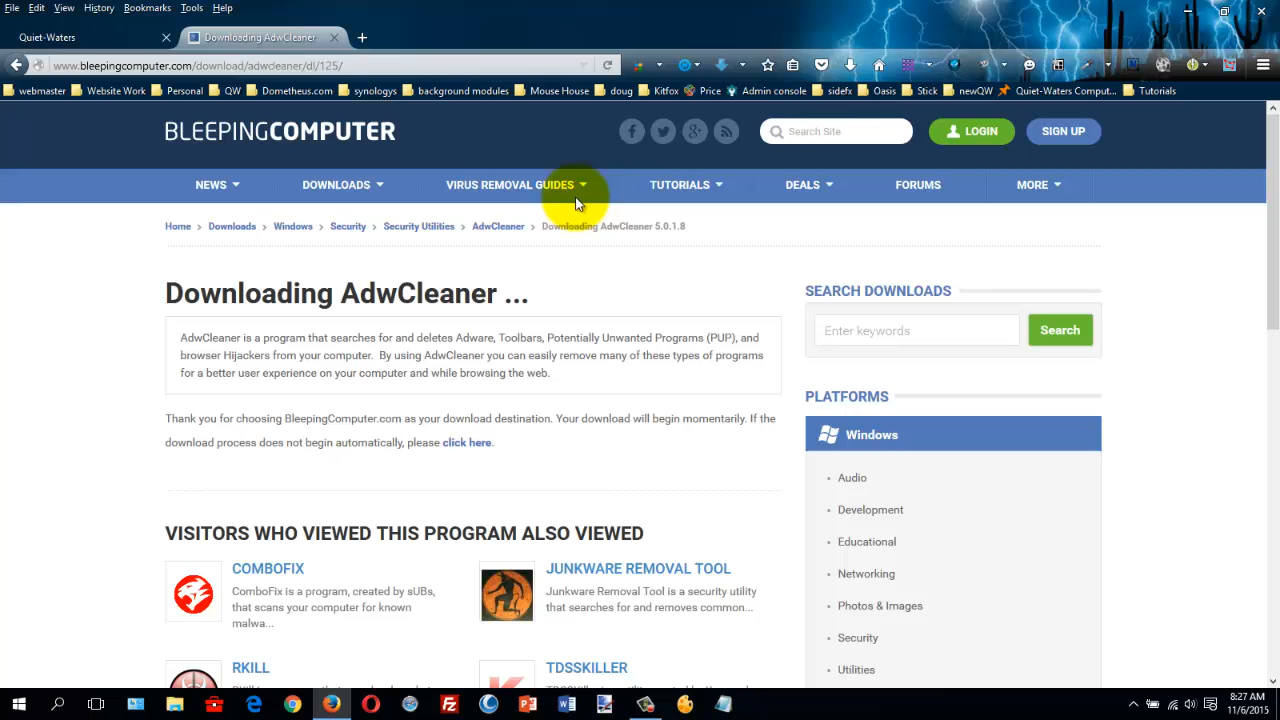 File Edit View History Bookmarks Tools Help
Quiet-Waters Downloading AdwCleaner
www.bleepingcomputer.com/download/adwcleaner/dl/125/
webmaster Website Work Personal QW Dometheus.com synologys background modules Mouse House doug Kitfox Price Admin console sidefx Oasis Stick newQW Quiet-Waters Comput... Tutorials
BLEEPINGCOMPUTER
Search Site
LOGIN
SIGN UP
NEWS DOWNLOADS VIRUS REMOVAL GUIDES TUTORIALS DEALS FORUMS MORE
Home > Downloads > Windows > Security > Security Utilities > AdwCleaner > Downloading AdwCleaner 5.0.1.8
Downloading AdwCleaner ...
AdwCleaner is a program that searches for and deletes Adware, Toolbars, Potentially Unwanted Programs (PUP), and
browser Hijackers from your computer. By using AdwCleaner you can easily remove many of these types of programs
for a better user experience on your computer and while browsing the web.
Thank you for choosing BleepingComputer.com as your download destination. Your download will begin momentarily. If the
download process does not begin automatically, please click here.
VISITORS WHO VIEWED THIS PROGRAM ALSO VIEWED
COMBOFIX
ComboFix is a program, created by sUBs,
that scans your computer for known
malwa...
JUNKWARE REMOVAL TOOL
Junkware Removal Tool is a security utility
that searches for and removes common...
RKILL
TDSSKILLER
SEARCH DOWNLOADS
Enter keywords
Search
PLATFORMS
Windows
• Audio
• Development
• Educational
• Networking
• Photos & Images
• Security
• Utilities
8:27 AM
11/6/2015